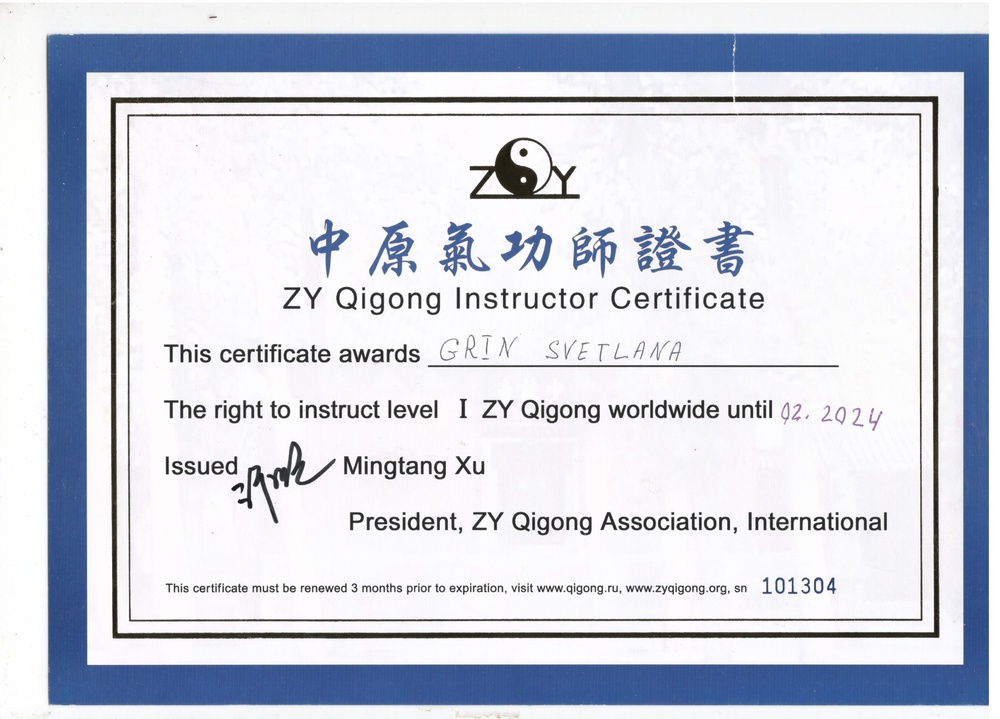 ZY
中原氣功師證書
ZY Qigong Instructor Certificate
This certificate awards GRIN SVETLANA
The right to instruct level I ZY Qigong worldwide until 02. 2024
Issued Mingtang Xu
President, ZY Qigong Association, International
This certificate must be renewed 3 months prior to expiration, visit www.qigong.ru, www.zyqigong.org, sn 101304